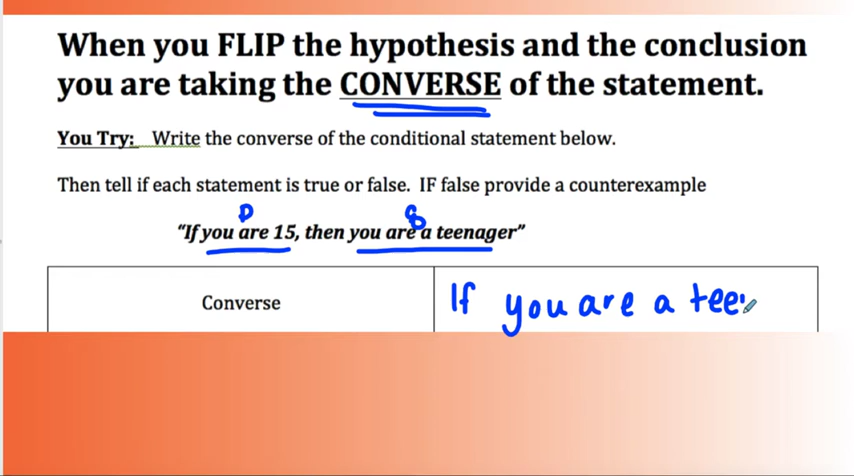 When you FLIP the hypothesis and the conclusion
you are taking the CONVERSE of the statement.
You Try: Write the converse of the conditional statement below.
Then tell if each statement is true or false. IF false provide a counterexample
“If you are 15, then you are a teenager”
Converse
If you are a tee